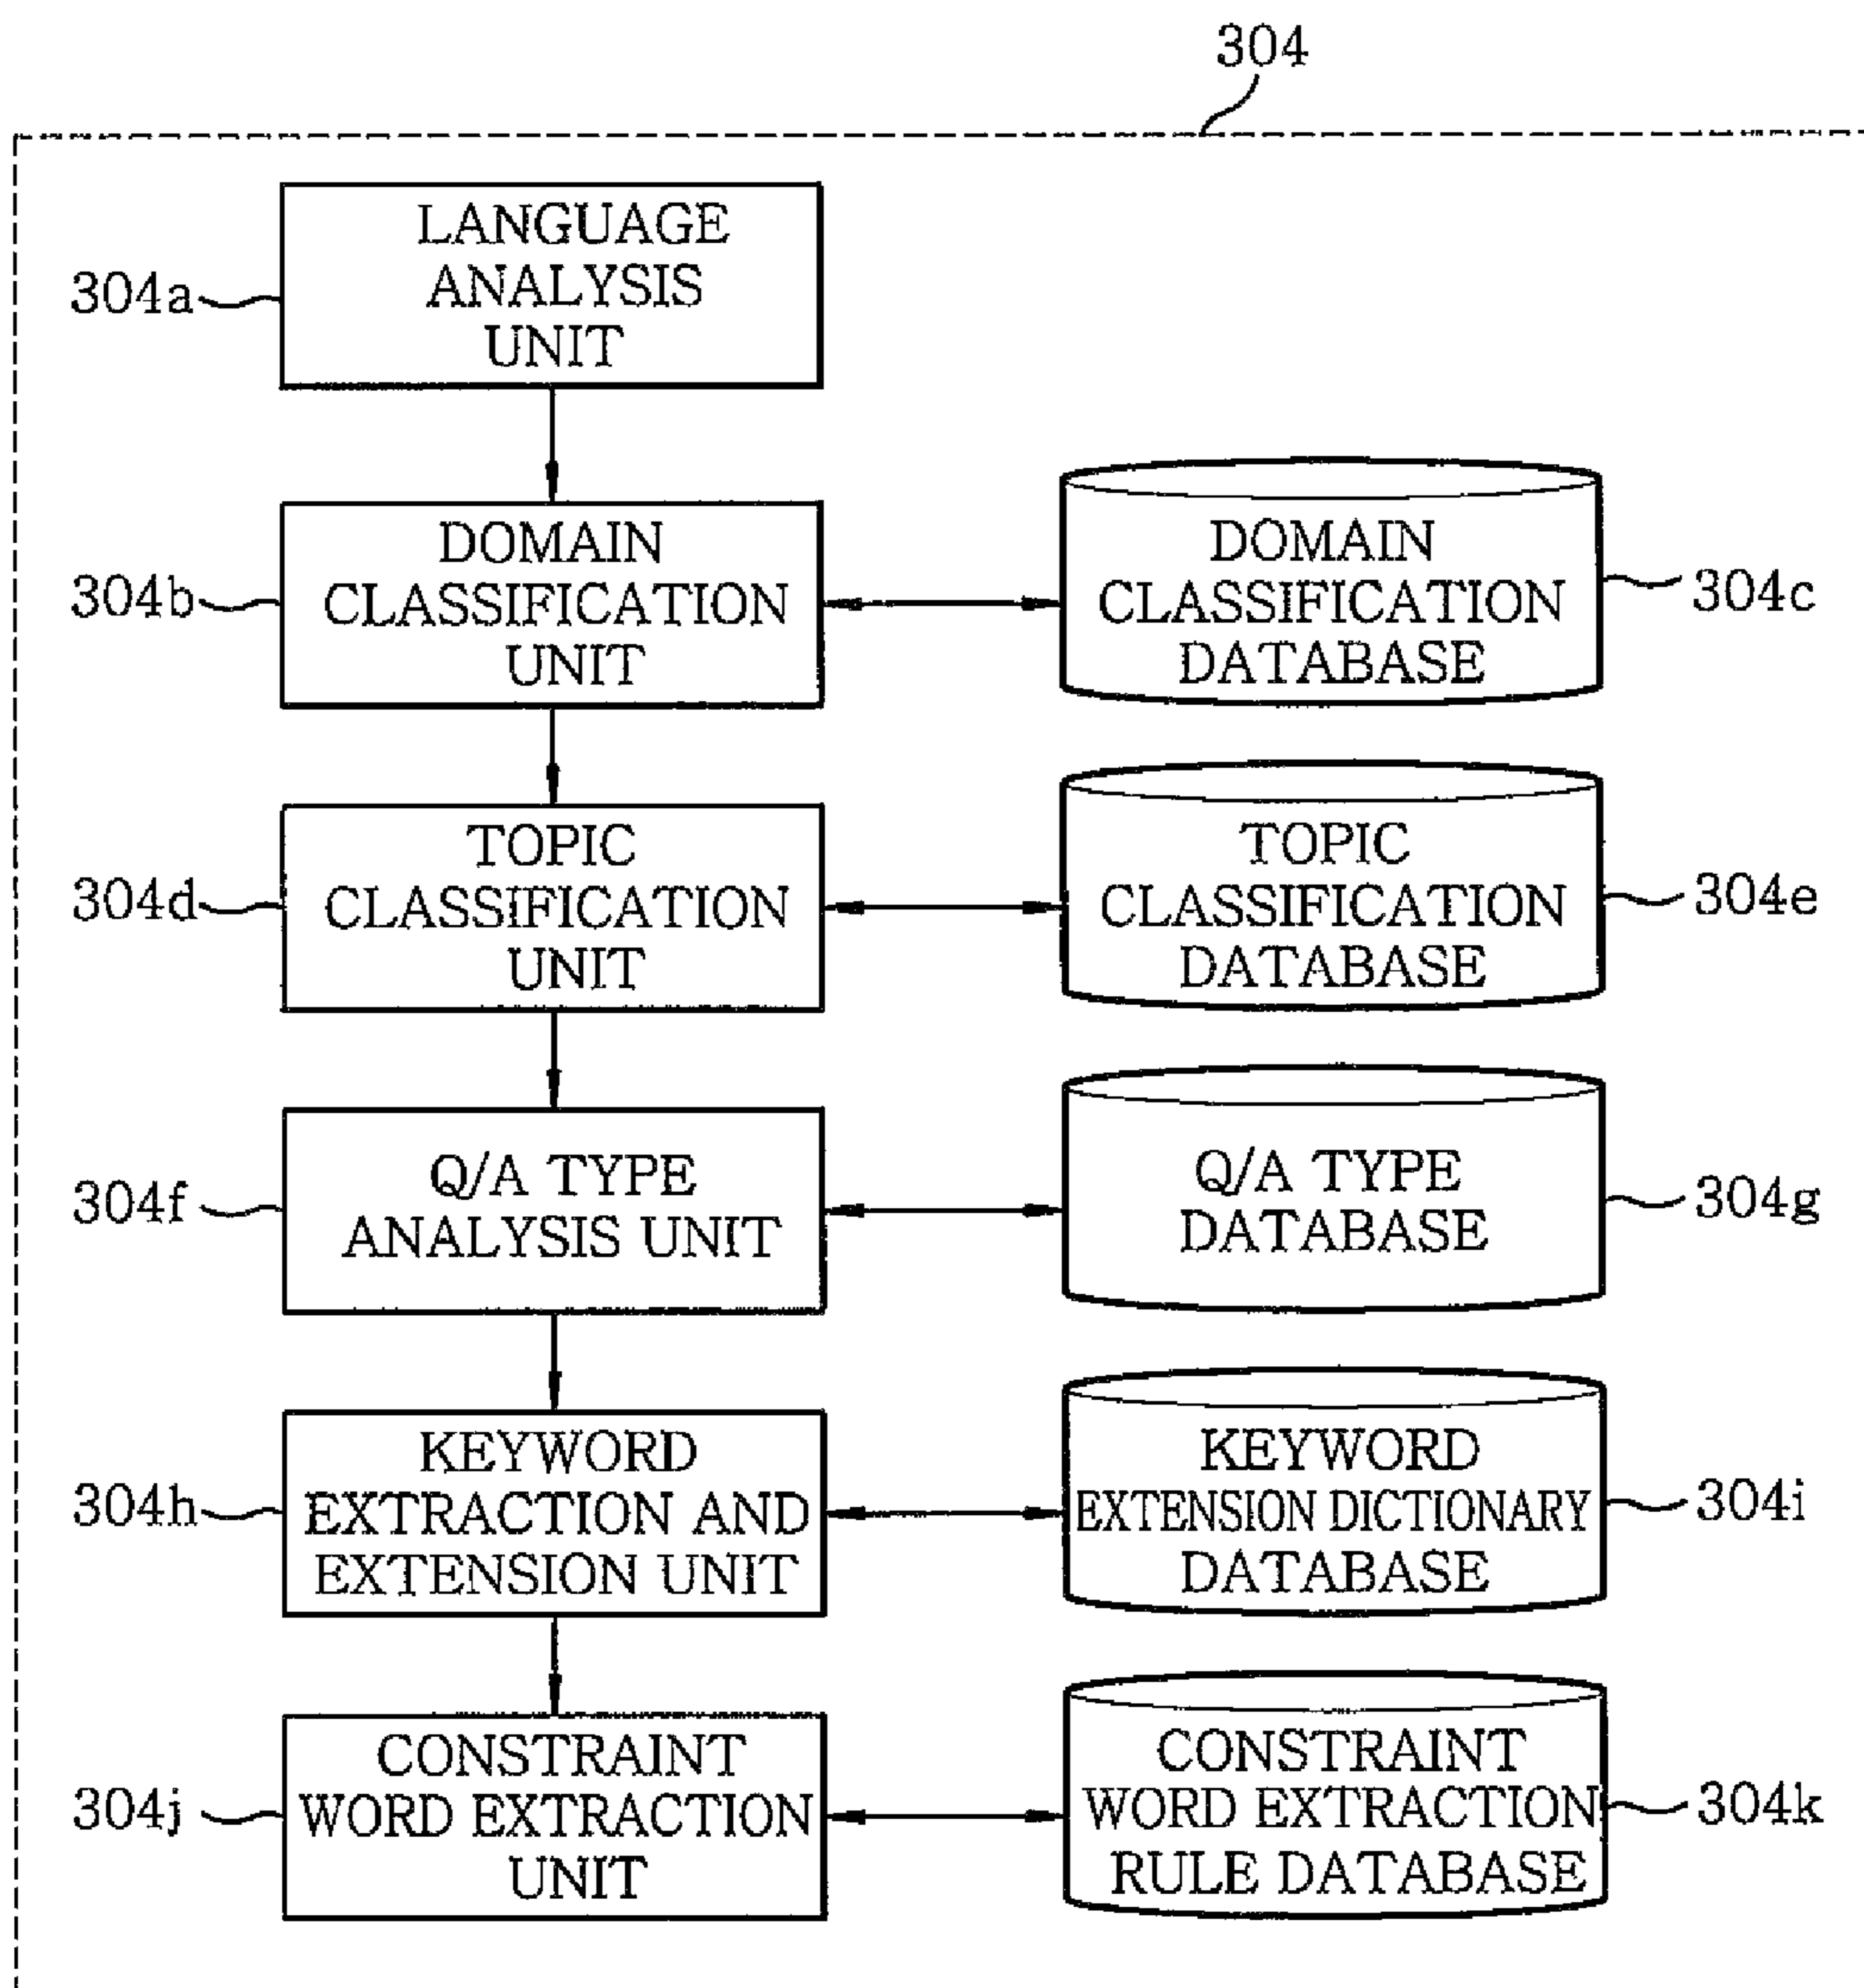 304
LANGUAGE
ANALYSIS
UNIT
304a
DOMAIN
CLASSIFICATION
UNIT
304b
DOMAIN
CLASSIFICATION
DATABASE
304c
TOPIC
CLASSIFICATION
UNIT
304d
TOPIC
CLASSIFICATION
DATABASE
304e
Q/A TYPE
ANALYSIS UNIT
304f
Q/A TYPE
DATABASE
304g
KEYWORD
EXTRACTION AND
EXTENSION UNIT
304h
KEYWORD
EXTENSION DICTIONARY
DATABASE
304i
CONSTRAINT
WORD EXTRACTION
UNIT
304j
CONSTRAINT
WORD EXTRACTION
RULE DATABASE
304k